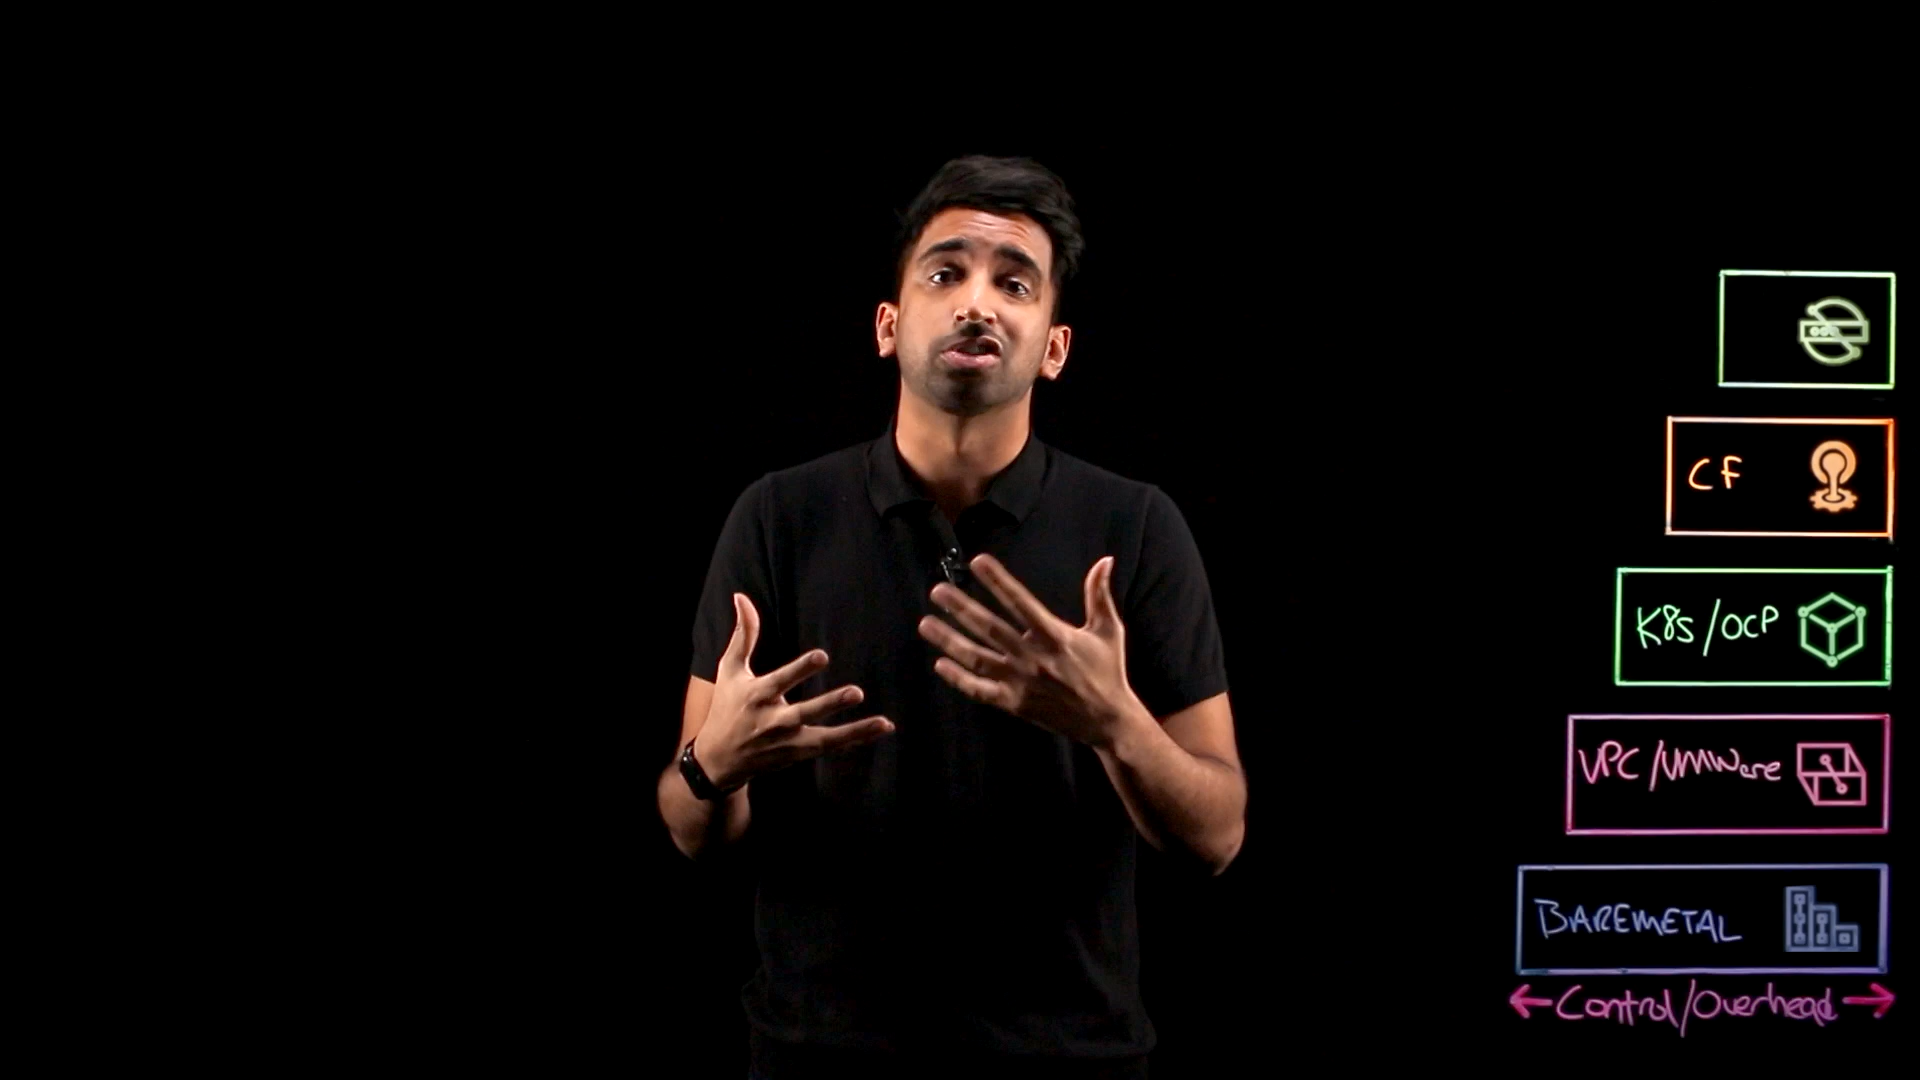 CF
K8s/OCP
VPC/VMWare
BAREMETAL
Control/Overhead